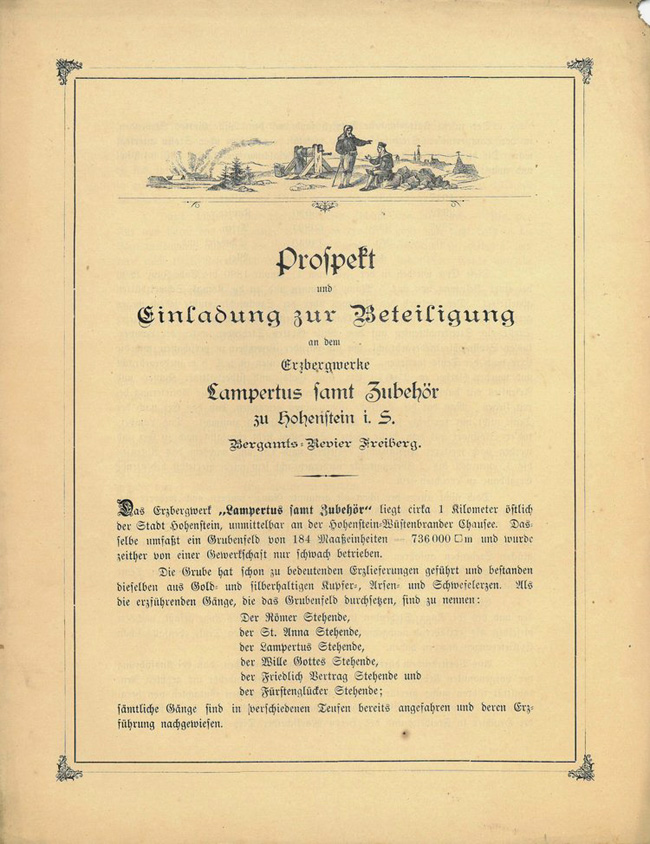 Prospekt
und
Einladung zur Beteiligung
an dem
Erzbergwerke
Lampertus samt Zubehör
zu Hohenstein i. S.
Bergamts-Revier Freiberg.
Das Erzbergwerk „Lampertus samt Zubehör“ liegt cirka 1 Kilometer östlich
der Stadt Hohenstein, unmittelbar an der Hohenstein-Wüstenbrander Chausee. Das-
selbe umfaßt ein Grubenfeld von 184 Maaßeinheiten = 736 000 □m und wurde
zeither von einer Gewerkschaft nur schwach betrieben.
Die Grube hat schon zu bedeutenden Erzlieferungen geführt und bestanden
dieselben aus Gold- und silberhaltigen Kupfer-, Arsen- und Schwefelerzen. Als
die erzführenden Gänge, die das Grubenfeld durchsetzen, sind zu nennen:
Der Römer Stehende,
der St. Anna Stehende,
der Lampertus Stehende,
der Wille Gottes Stehende,
der Friedlich Vertrag Stehende und
der Fürstenglücker Stehende;
sämtliche Gänge sind in verschiedenen Teufen bereits angefahren und deren Erz-
führung nachgewiesen.